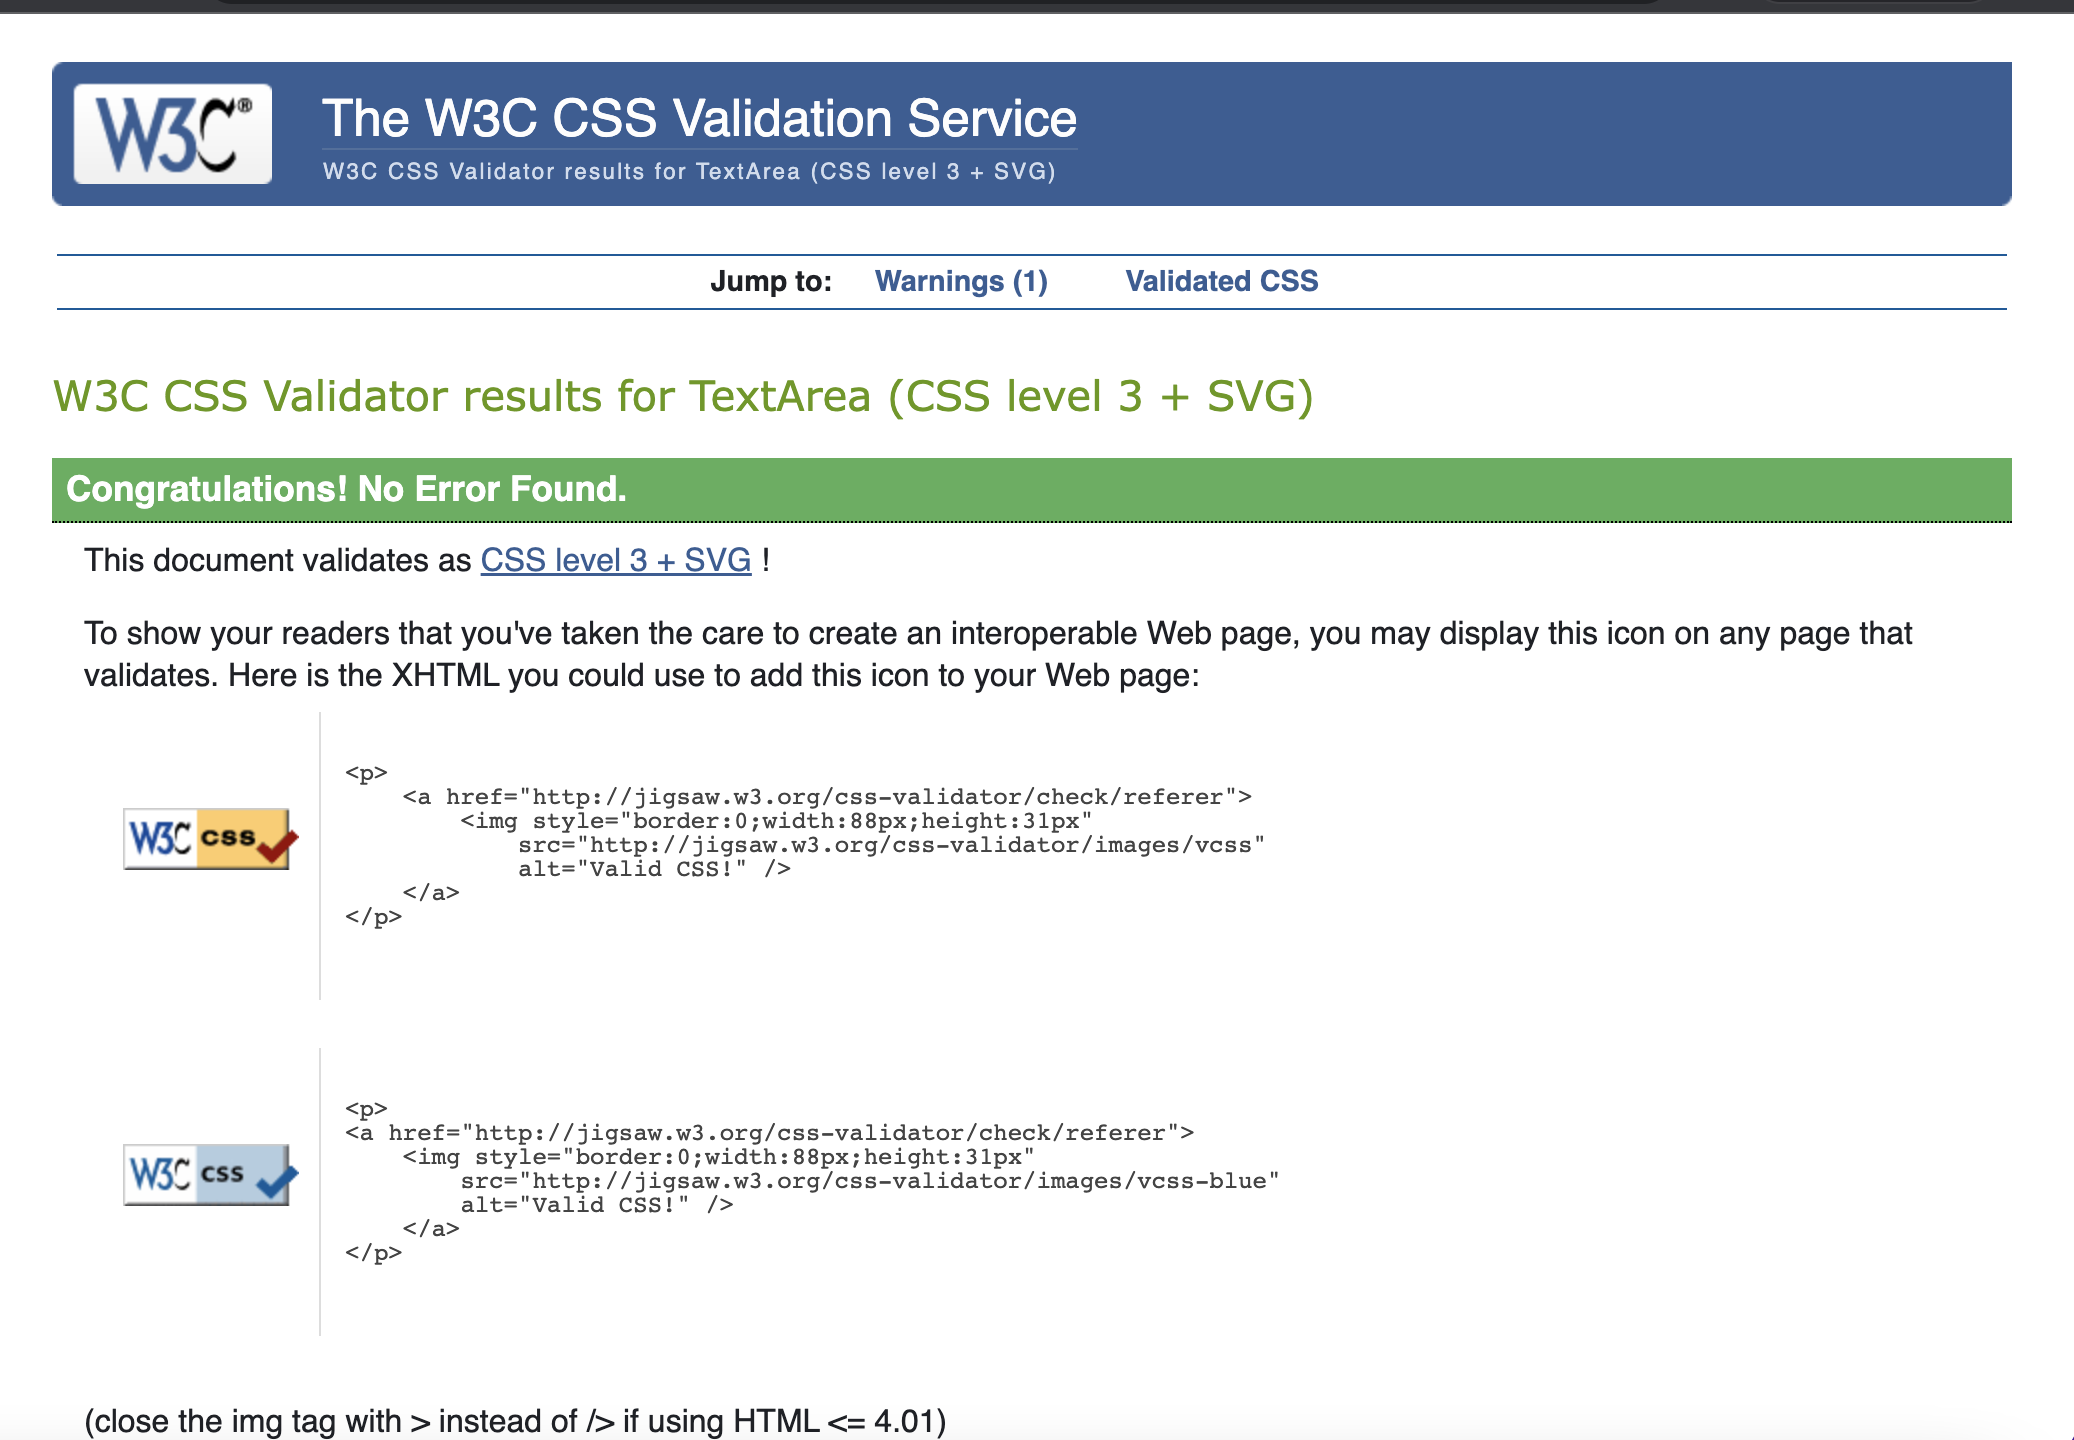 W3C®
The W3C CSS Validation Service
W3C CSS Validator results for TextArea (CSS level 3 + SVG)
Jump to: Warnings (1) Validated CSS
W3C CSS Validator results for TextArea (CSS level 3 + SVG)
Congratulations! No Error Found.
This document validates as CSS level 3 + SVG !
To show your readers that you've taken the care to create an interoperable Web page, you may display this icon on any page that
validates. Here is the XHTML you could use to add this icon to your Web page:
<p>
    <a href="http://jigsaw.w3.org/css-validator/check/referer">
        <img style="border:0;width:88px;height:31px"
            src="http://jigsaw.w3.org/css-validator/images/vcss"
W3C css
            alt="Valid CSS!" />
    </a>
</p>
<p>
<a href="http://jigsaw.w3.org/css-validator/check/referer">
    <img style="border:0;width:88px;height:31px"
W3C css
        src="http://jigsaw.w3.org/css-validator/images/vcss-blue"
        alt="Valid CSS!" />
    </a>
</p>
(close the img tag with > instead of /> if using HTML <= 4.01)